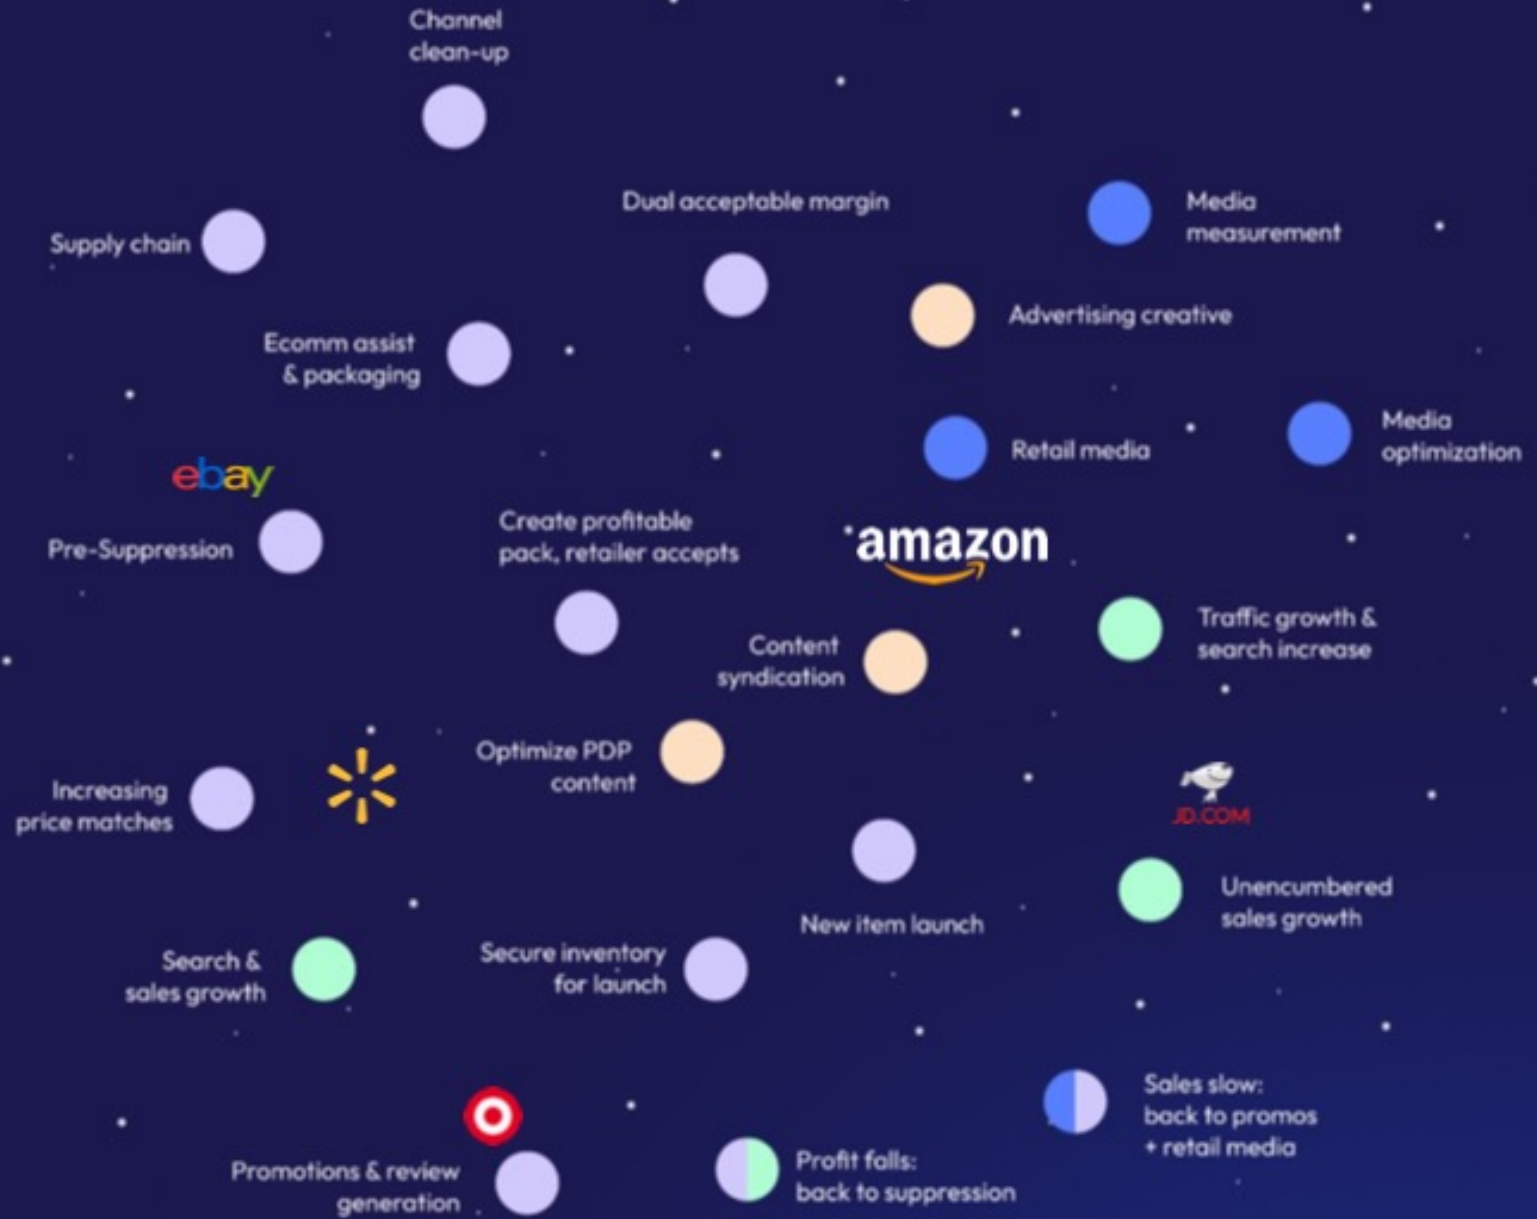 Channel
clean-up
Dual acceptable margin
Media
measurement
Supply chain
Advertising creative
Ecomm assist
& packaging
Media
optimization
Retail media
ebay
Create profitable
pack, retailer accepts
amazon
Pre-Suppression
Traffic growth &
search increase
Content
syndication
Optimize PDP
content
Increasing
price matches
JD.COM
Unencumbered
sales growth
New item launch
Search &
sales growth
Secure inventory
for launch
Sales slow:
back to promos
+ retail media
Promotions & review
generation
Profit falls:
back to suppression